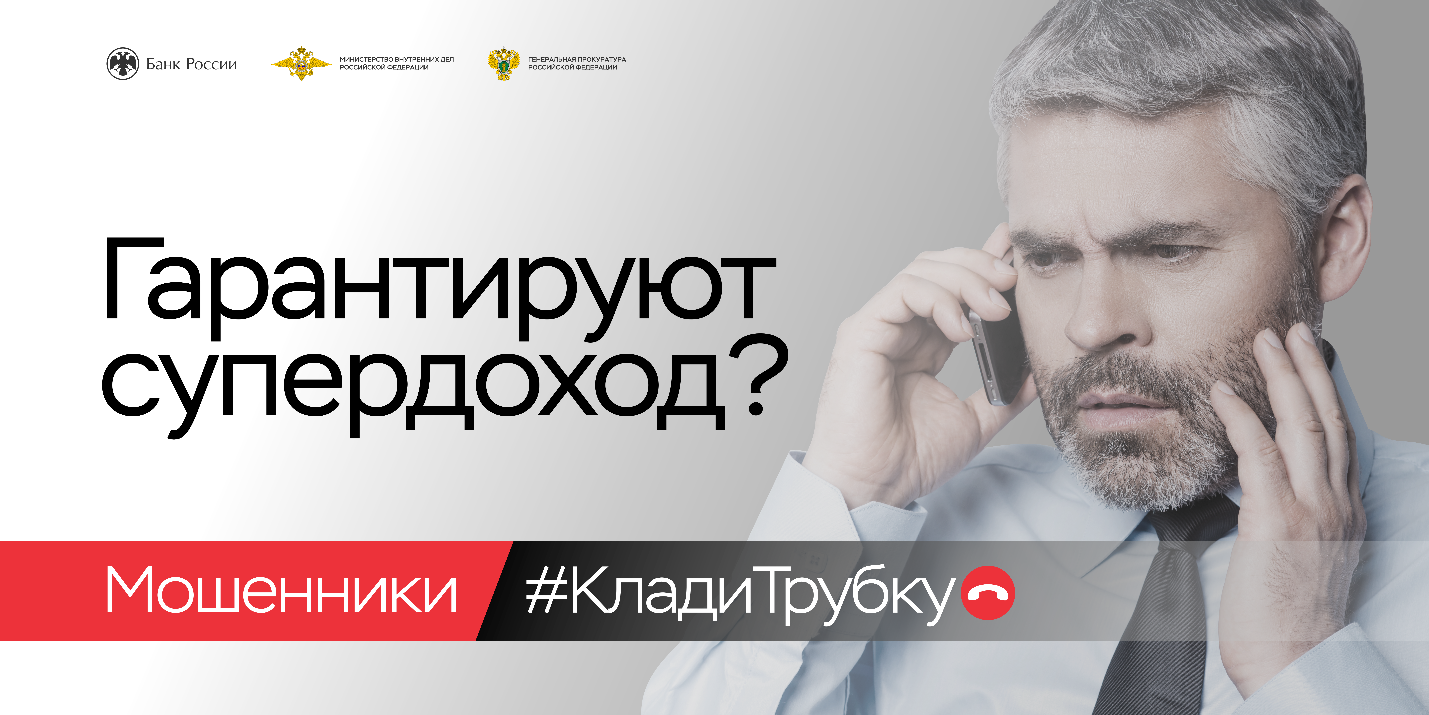 Банк России
МИНИСТЕРСТВО ВНУТРЕННИХ ДЕЛ
РОССИЙСКОЙ ФЕДЕРАЦИИ
ГЕНЕРАЛЬНАЯ ПРОКУРАТУРА
РОССИЙСКОЙ ФЕДЕРАЦИИ
Гарантируют
супердоход?
Мошенники #КладиТрубку